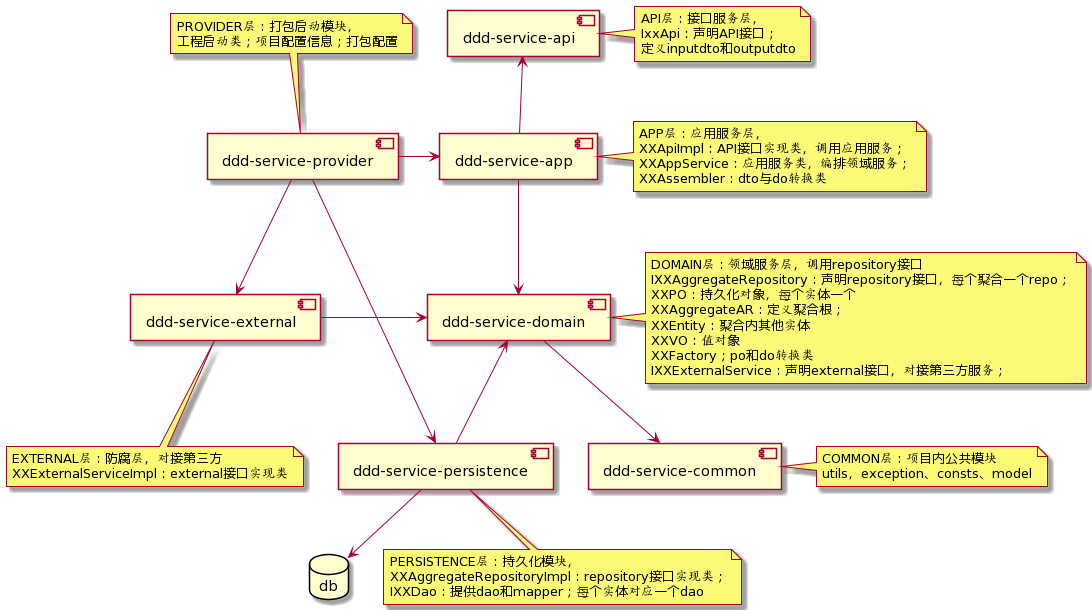 PROVIDER层：打包启动模块，
工程启动类；项目配置信息；打包配置
ddd-service-api
API层：接口服务层，
IxxApi：声明API接口；
定义inputdto和outputdto
ddd-service-provider
ddd-service-app
APP层：应用服务层，
XXApiImpl：API接口实现类，调用应用服务；
XXAppService：应用服务类，编排领域服务；
XXAssembler：dto与do转换类
ddd-service-external
ddd-service-domain
DOMAIN层：领域服务层，调用repository接口
IXXAggregateRepository：声明repository接口，每个聚合一个repo；
XXPO：持久化对象，每个实体一个
XXAggregateAR：定义聚合根；
XXEntity：聚合内其他实体
XXVO：值对象
XXFactory；po和do转换类
IXXExternalService：声明external接口，对接第三方服务；
EXTERNAL层：防腐层，对接第三方
XXExternalServiceImpl：external接口实现类
ddd-service-persistence
ddd-service-common
COMMON层：项目内公共模块
utils，exception、consts、model
db
PERSISTENCE层：持久化模块，
XXAggregateRepositoryImpl：repository接口实现类；
IXXDao：提供dao和mapper；每个实体对应一个dao